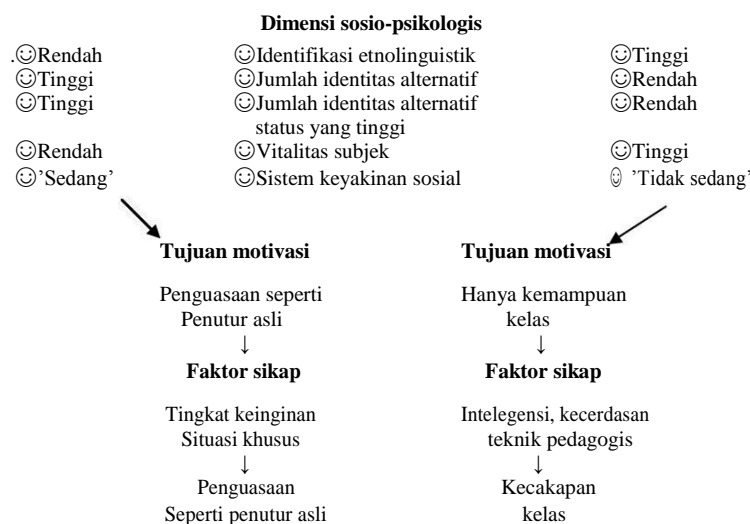 Dimensi sosio-psikologis
.☺Rendah ☺Identifikasi etnolinguistik ☺Tinggi
☺Tinggi ☺Jumlah identitas alternatif ☺Rendah
☺Tinggi ☺Jumlah identitas alternatif ☺Rendah
status yang tinggi
☺Rendah ☺Vitalitas subjek ☺Tinggi
☺’Sedang’ ☺Sistem keyakinan sosial ☺ ’Tidak sedang’
Tujuan motivasi Tujuan motivasi
Penguasaan seperti Hanya kemampuan
Penutur asli kelas
↓ ↓
Faktor sikap Faktor sikap
Tingkat keinginan Intelegensi, kecerdasan
Situasi khusus teknik pedagogis
↓ ↓
Penguasaan Kecakapan
Seperti penutur asli kelas